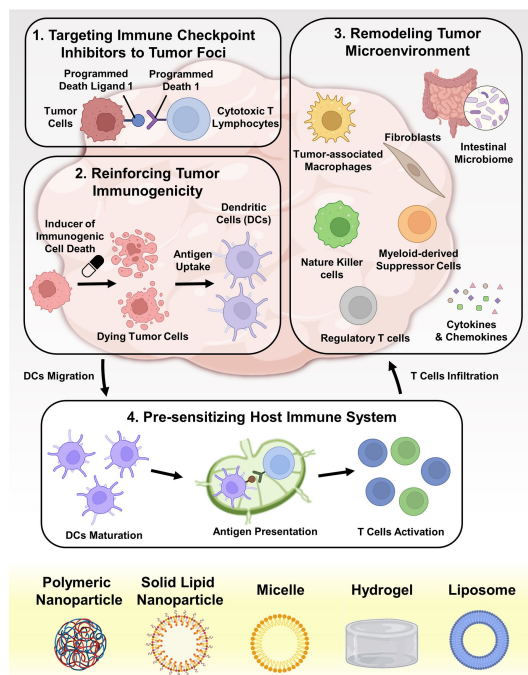 1. Targeting Immune Checkpoint
Inhibitors to Tumor Foci
Programmed
Death Ligand 1
Programmed
Death 1
Tumor
Cells
Cytotoxic T
Lymphocytes
2. Reinforcing Tumor
Immunogenicity
Inducer of
Immunogenic
Cell Death
Dying Tumor Cells
Antigen
Uptake
Dendritic
Cells (DCs)
3. Remodeling Tumor
Microenvironment
Tumor-associated
Macrophages
Fibroblasts
Intestinal
Microbiome
Nature Killer
cells
Myeloid-derived
Suppressor Cells
Regulatory T cells
Cytokines
& Chemokines
DCs Migration
T Cells Infiltration
4. Pre-sensitizing Host Immune System
DCs Maturation
Antigen Presentation
T Cells Activation
Polymeric
Nanoparticle
Solid Lipid
Nanoparticle
Micelle
Hydrogel
Liposome